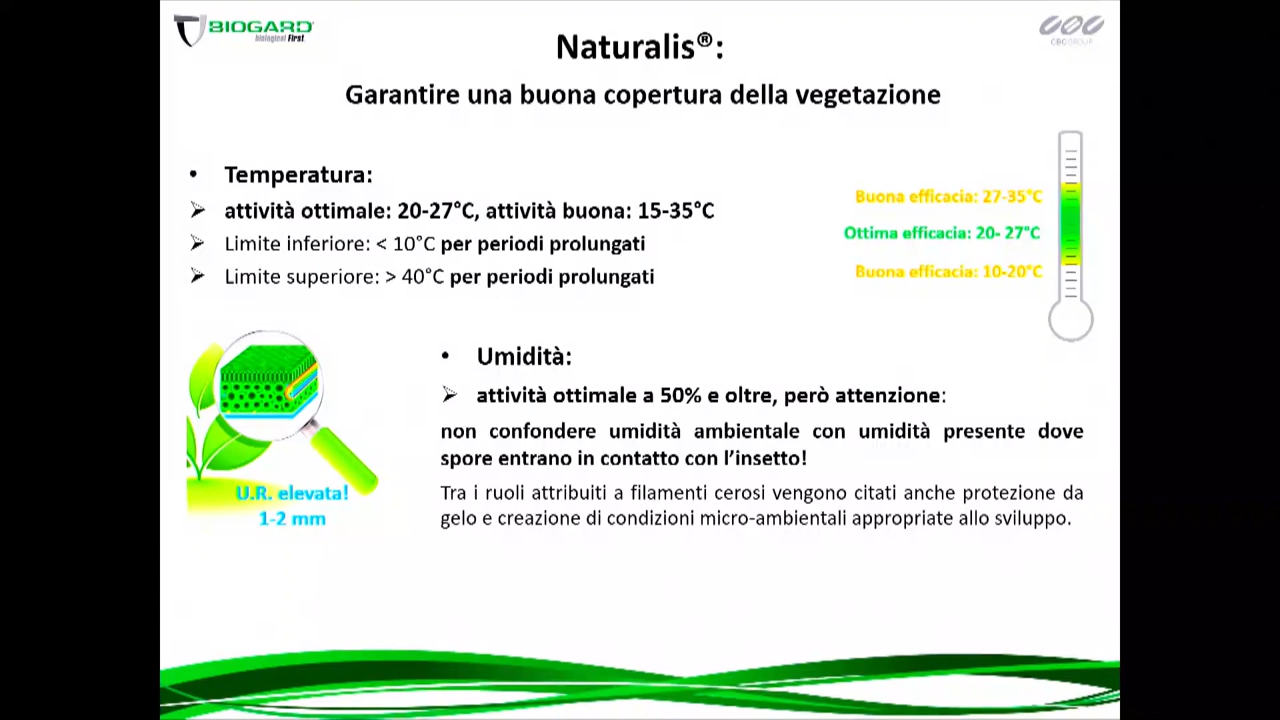 BIOGARD
biological First.
CBC GROUP
Naturalis®:
Garantire una buona copertura della vegetazione
• Temperatura:
➢ attività ottimale: 20-27°C, attività buona: 15-35°C
➢ Limite inferiore: < 10°C per periodi prolungati
➢ Limite superiore: > 40°C per periodi prolungati
Buona efficacia: 27-35°C
Ottima efficacia: 20- 27°C
Buona efficacia: 10-20°C
• Umidità:
➢ attività ottimale a 50% e oltre, però attenzione:
non confondere umidità ambientale con umidità presente dove
spore entrano in contatto con l’insetto!
Tra i ruoli attribuiti a filamenti cerosi vengono citati anche protezione da
gelo e creazione di condizioni micro-ambientali appropriate allo sviluppo.
U.R. elevata!
1-2 mm